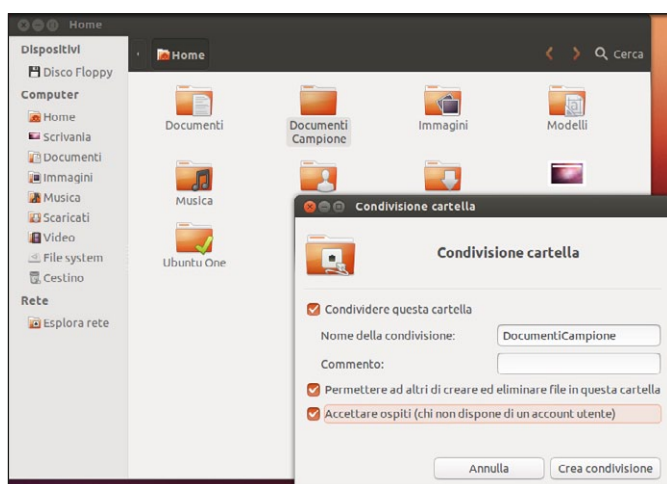 Home
Dispositivi
Disco Floppy
Computer
Home
Scrivania
Documenti
Immagini
Musica
Scaricati
Video
File system
Cestino
Rete
Esplora rete
Home
Cerca
Documenti
Documenti
Campione
Immagini
Modelli
Musica
Ubuntu One
Condivisione cartella
Condivisione cartella
Condividere questa cartella
Nome della condivisione: DocumentiCampione
Commento:
Permettere ad altri di creare ed eliminare file in questa cartella
Accettare ospiti (chi non dispone di un account utente)
Annulla Crea condivisione